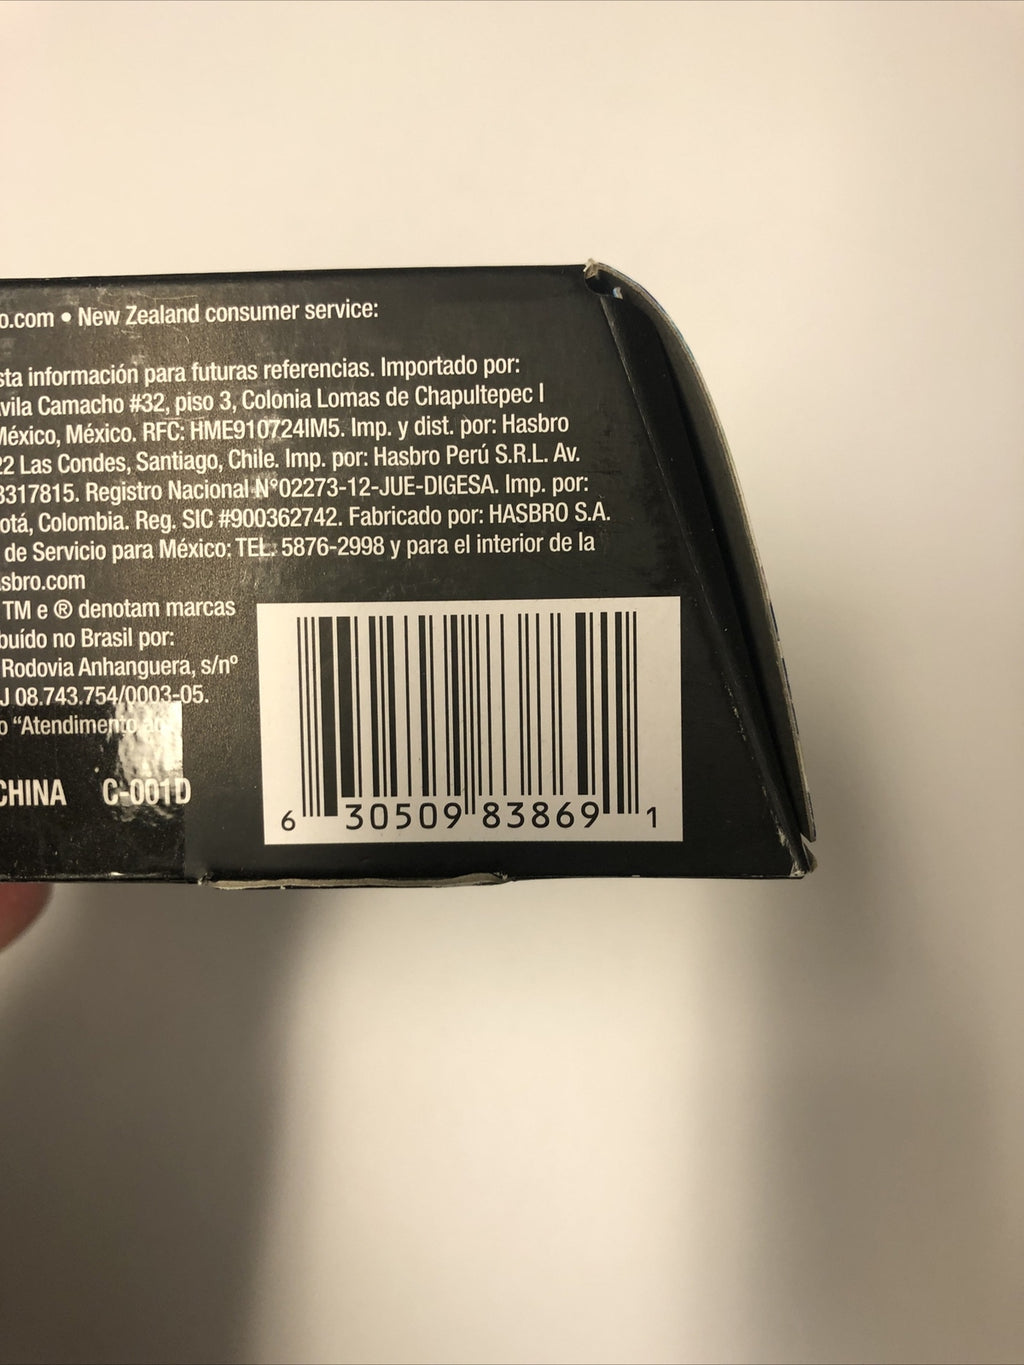 o.com • New Zealand consumer service:
sta información para futuras referencias. Importado por:
vila Camacho #32, piso 3, Colonia Lomas de Chapultepec I
México, México. RFC: HME910724IM5. Imp. y dist. por: Hasbro
22 Las Condes, Santiago, Chile. Imp. por: Hasbro Perú S.R.L. Av.
3317815. Registro Nacional N°02273-12-JUE-DIGESA. Imp. por:
otá, Colombia. Reg. SIC #900362742. Fabricado por: HASBRO S.A.
de Servicio para México: TEL. 5876-2998 y para el interior de la
sbro.com
TM e ® denotam marcas
buído no Brasil por:
Rodovia Anhanguera, s/nº
J 08.743.754/0003-05.
o “Atendimento ao
CHINA C-001D
6 30509 83869 1